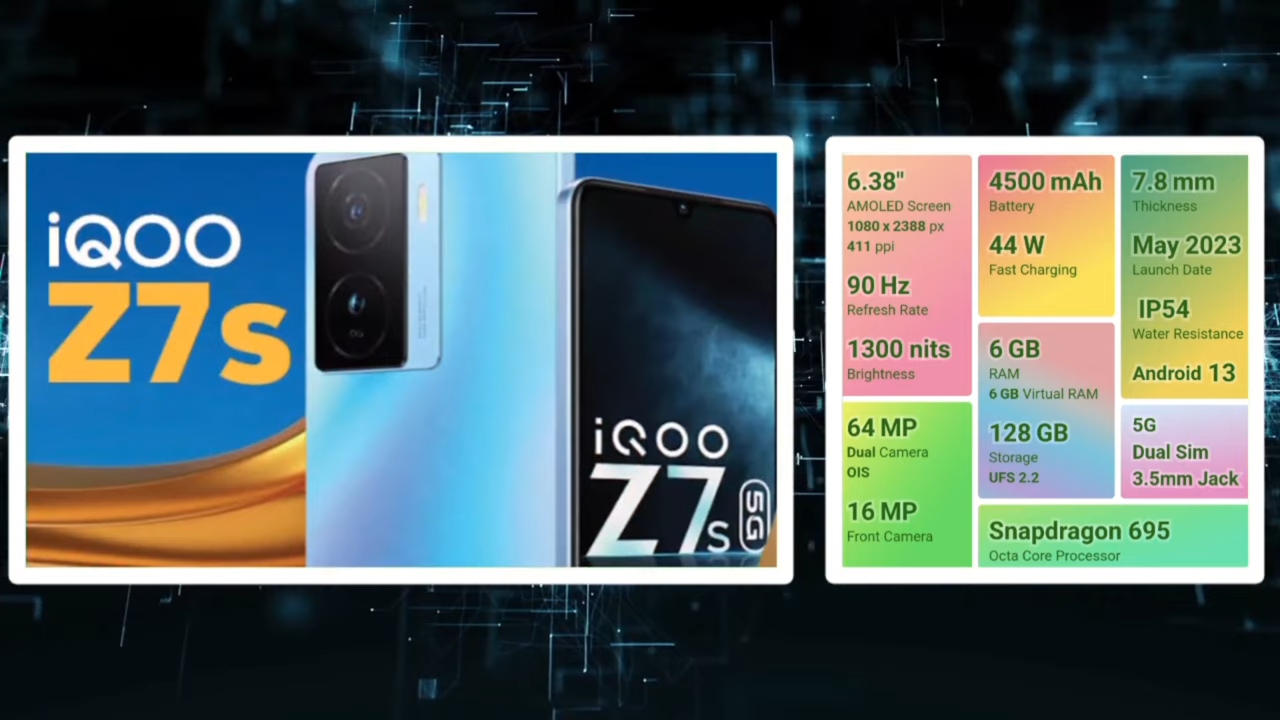 iQOO
Z7s
iQOO
Z7s 5G
6.38"
AMOLED Screen
1080 x 2388 px
411 ppi
90 Hz
Refresh Rate
1300 nits
Brightness
64 MP
Dual Camera
OIS
16 MP
Front Camera
4500 mAh
Battery
44 W
Fast Charging
6 GB
RAM
6 GB Virtual RAM
128 GB
Storage
UFS 2.2
7.8 mm
Thickness
May 2023
Launch Date
IP54
Water Resistance
Android 13
5G
Dual Sim
3.5mm Jack
Snapdragon 695
Octa Core Processor